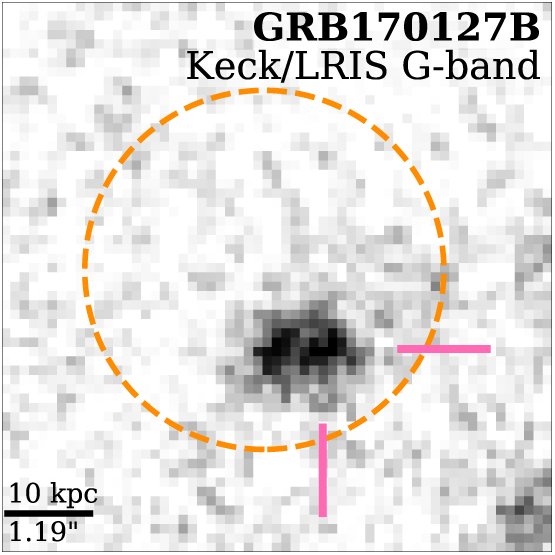 GRB170127B
Keck/LRIS G-band
10 kpc
1.19"